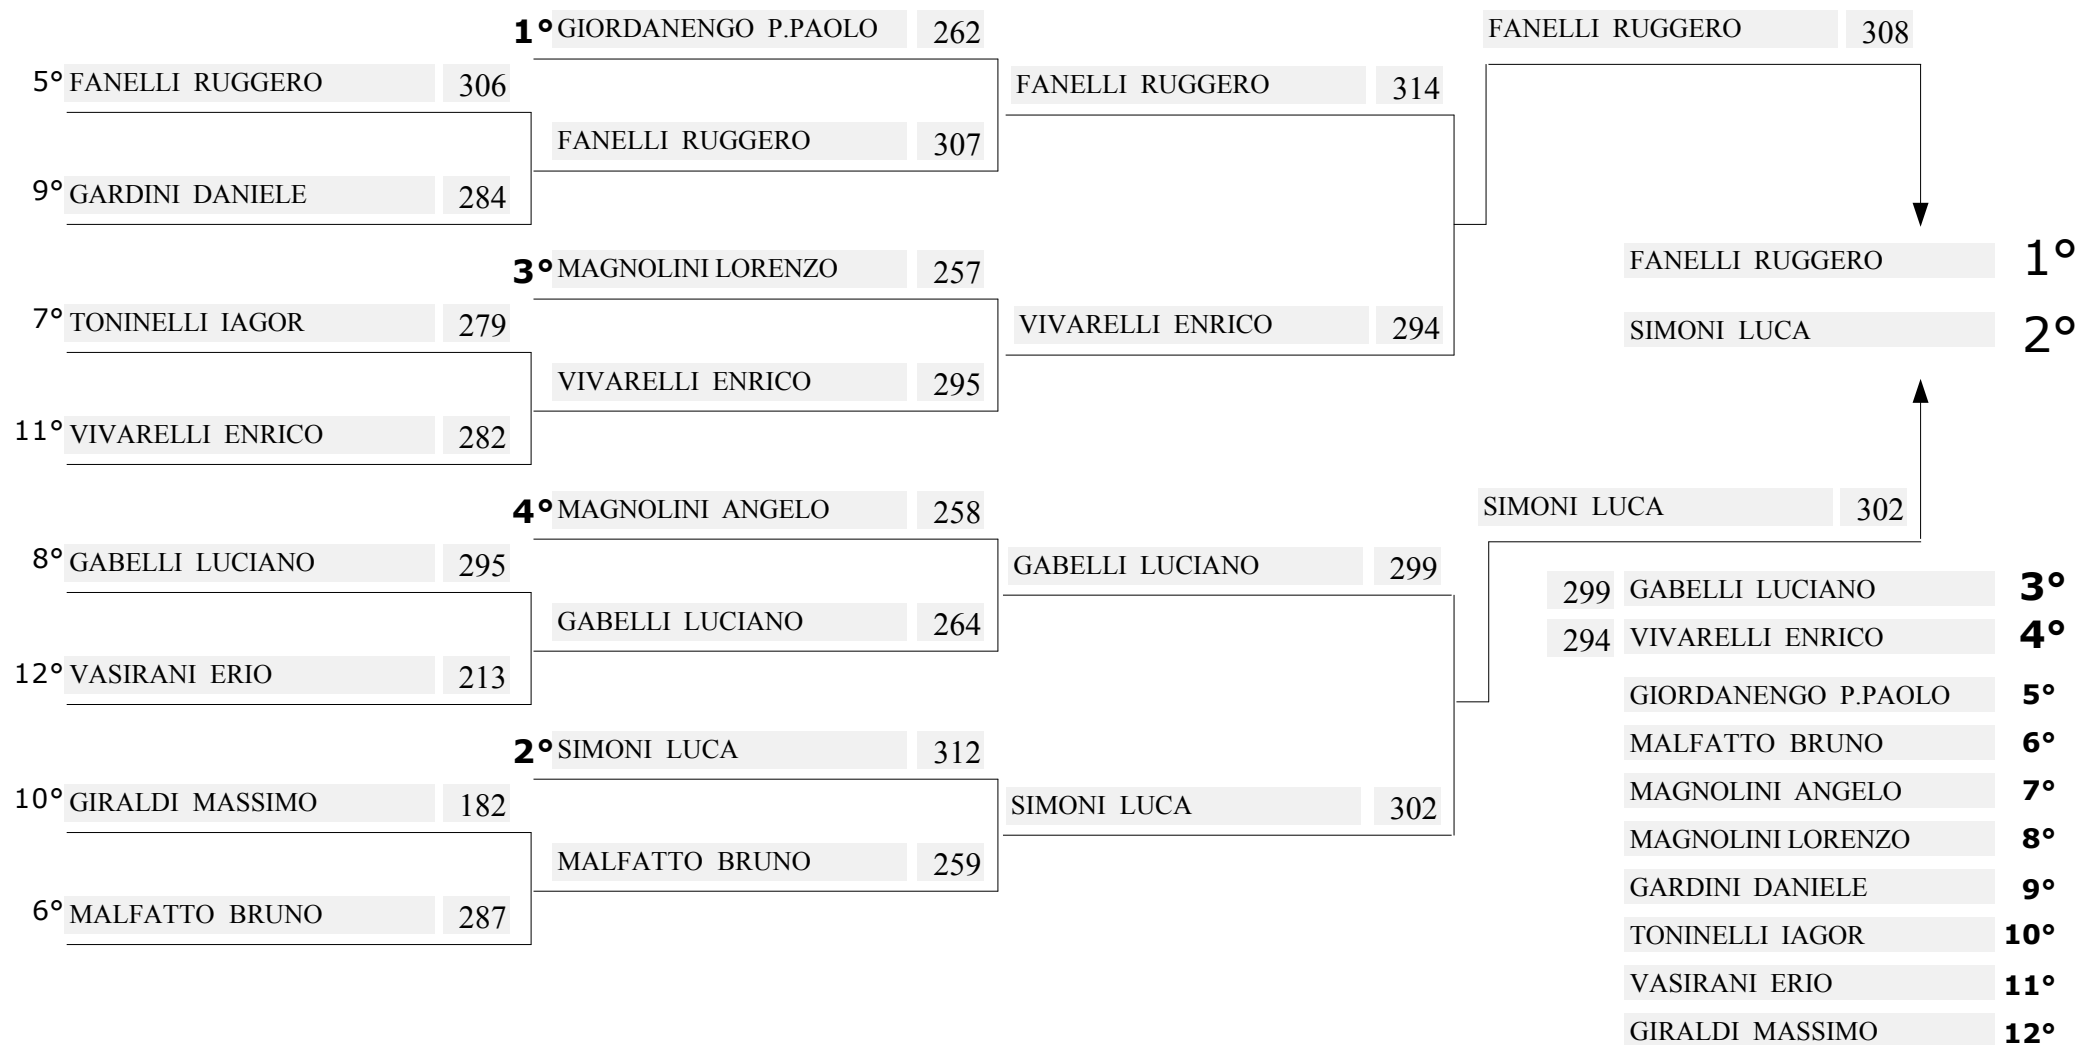 1° GIORDANENGO P.PAOLO 262
FANELLI RUGGERO 308
5° FANELLI RUGGERO 306
FANELLI RUGGERO 314
FANELLI RUGGERO 307
9° GARDINI DANIELE 284
FANELLI RUGGERO 1°
3° MAGNOLINI LORENZO 257
7° TONINELLI IAGOR 279
VIVARELLI ENRICO 294
SIMONI LUCA 2°
VIVARELLI ENRICO 295
11° VIVARELLI ENRICO 282
4° MAGNOLINI ANGELO 258
SIMONI LUCA 302
8° GABELLI LUCIANO 295
GABELLI LUCIANO 299
299 GABELLI LUCIANO 3°
GABELLI LUCIANO 264
294 VIVARELLI ENRICO 4°
12° VASIRANI ERIO 213
GIORDANENGO P.PAOLO 5°
2° SIMONI LUCA 312
MALFATTO BRUNO 6°
10° GIRALDI MASSIMO 182
SIMONI LUCA 302
MAGNOLINI ANGELO 7°
MAGNOLINI LORENZO 8°
MALFATTO BRUNO 259
GARDINI DANIELE 9°
6° MALFATTO BRUNO 287
TONINELLI IAGOR 10°
VASIRANI ERIO 11°
GIRALDI MASSIMO 12°